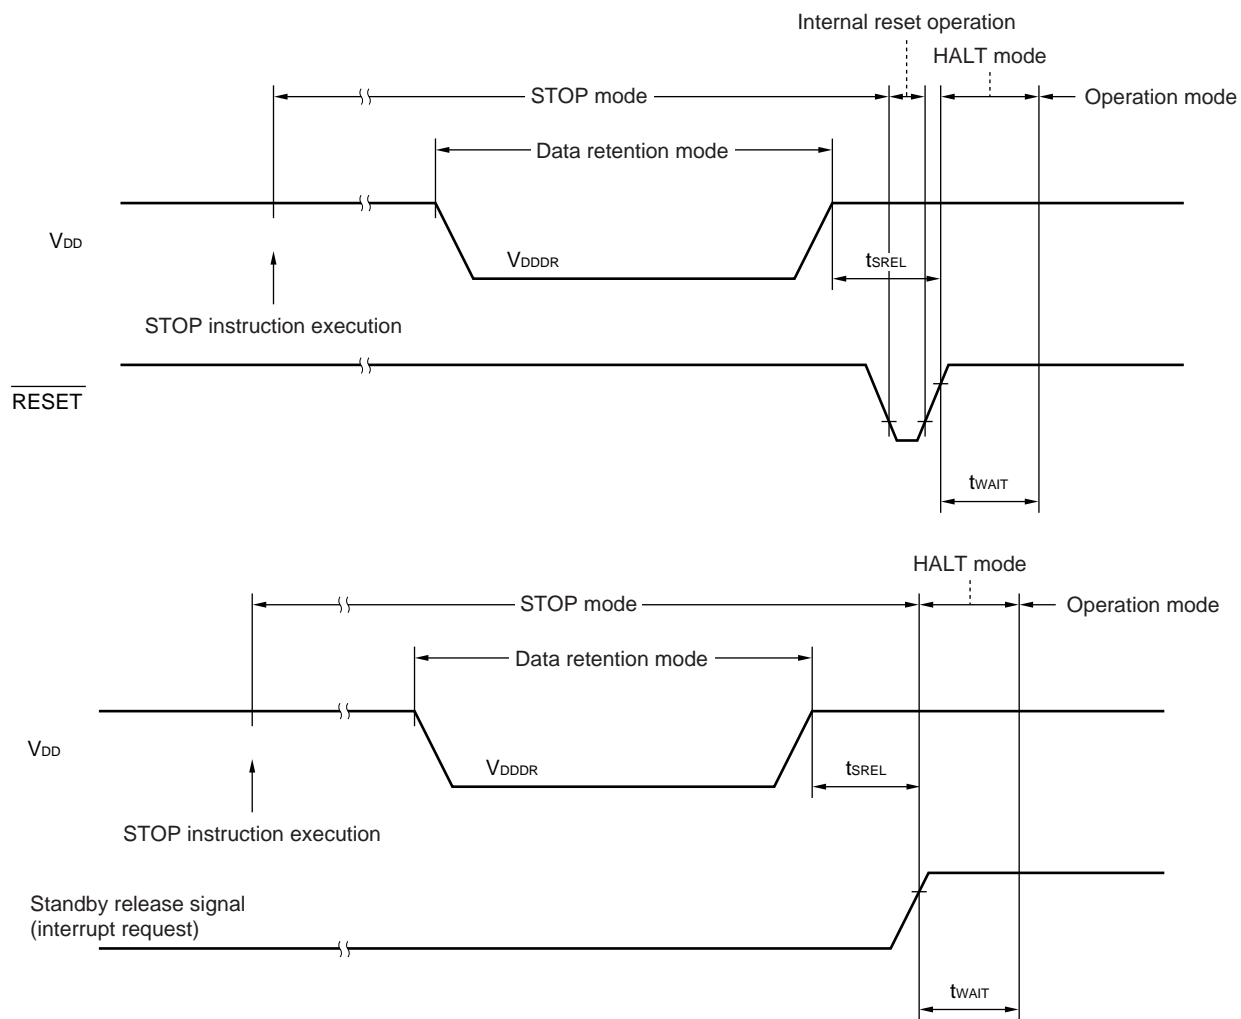 Internal reset operation
HALT mode
STOP mode
Operation mode
Data retention mode
VDD
VDDDR
tSREL
STOP instruction execution
RESET
tWAIT
HALT mode
STOP mode
Operation mode
Data retention mode
VDD
VDDDR
tSREL
STOP instruction execution
Standby release signal
(interrupt request)
tWAIT